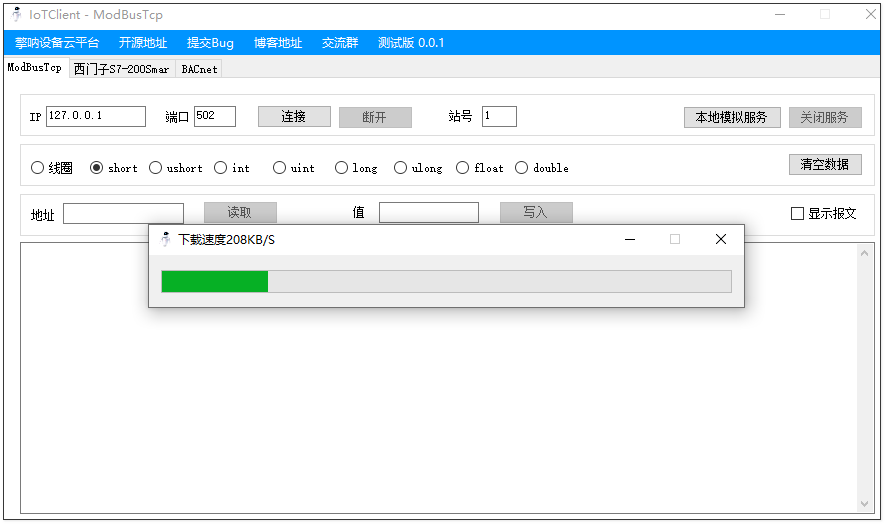 IoTClient - ModBusTcp
擎呐设备云平台 开源地址 提交Bug 博客地址 交流群 测试版 0.0.1
ModBusTcp 西门子S7-200Smar BACnet
IP 127.0.0.1 端口 502 连接 断开 站号 1 本地模拟服务 关闭服务
线圈 short ushort int uint long ulong float double 清空数据
地址 读取 值 写入 显示报文
下载速度208KB/S